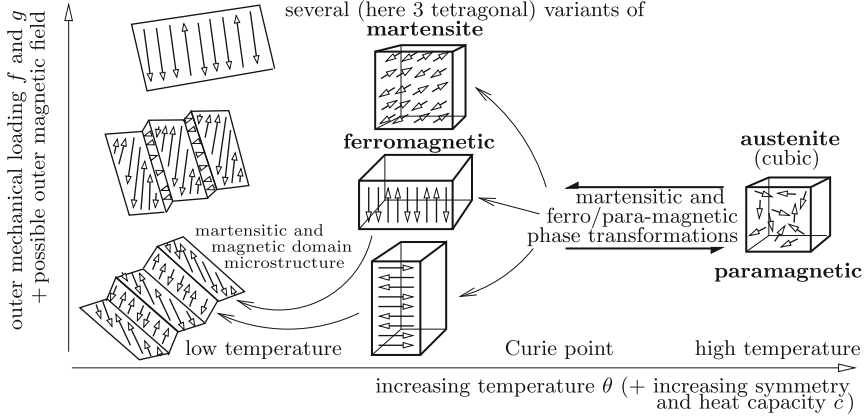 several (here 3 tetragonal) variants of
martensite
ferromagnetic
austenite
(cubic)
martensitic and
ferro/para-magnetic
phase transformations
paramagnetic
martensitic and
magnetic domain
microstructure
low temperature
Curie point
high temperature
increasing temperature θ (+ increasing symmetry
and heat capacity c)
outer mechanical loading f and g
+ possible outer magnetic field